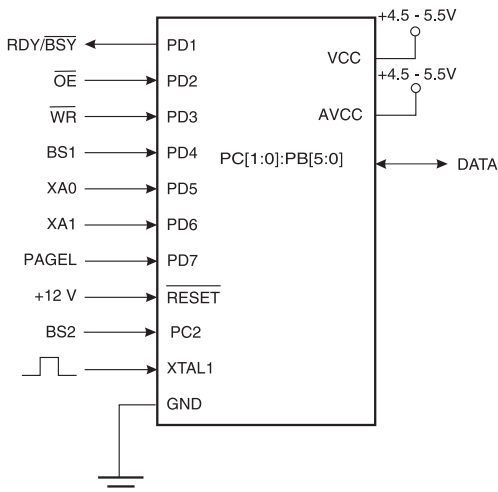 +4.5 - 5.5V
RDY/BSY PD1
VCC
+4.5 - 5.5V
OE PD2
WR PD3
AVCC
BS1 PD4
PC[1:0]:PB[5:0]
DATA
XA0 PD5
XA1 PD6
PAGEL PD7
+12 V RESET
BS2 PC2
XTAL1
GND